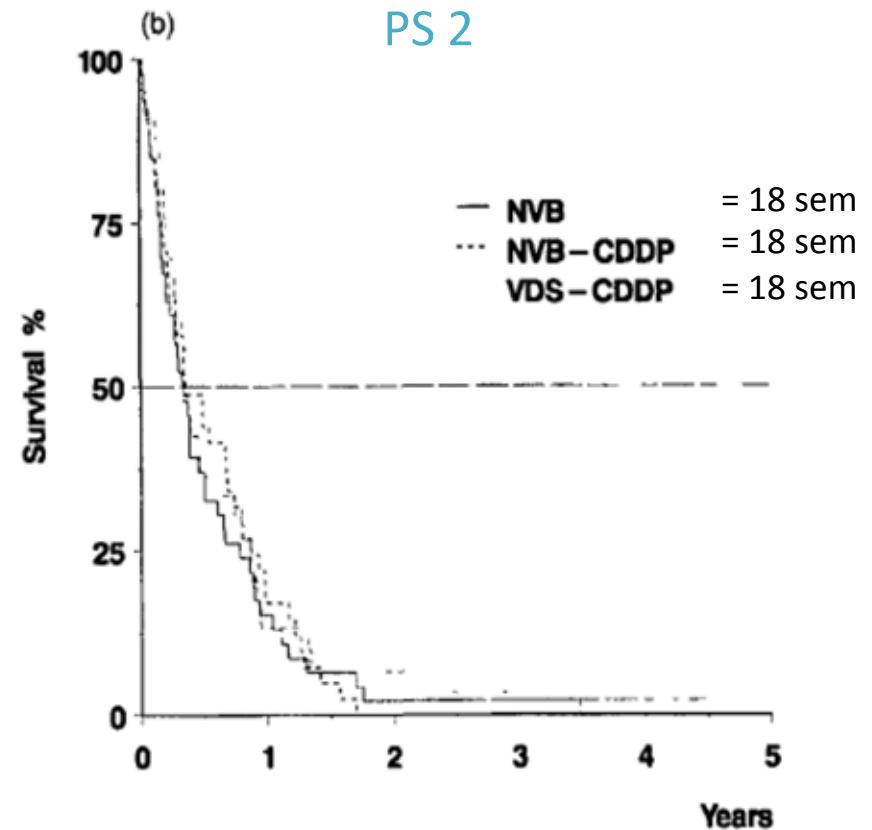 (b)
PS 2
100
75
50
25
0
Survival %
NVB = 18 sem
NVB–CDDP = 18 sem
VDS–CDDP = 18 sem
0 1 2 3 4 5
Years